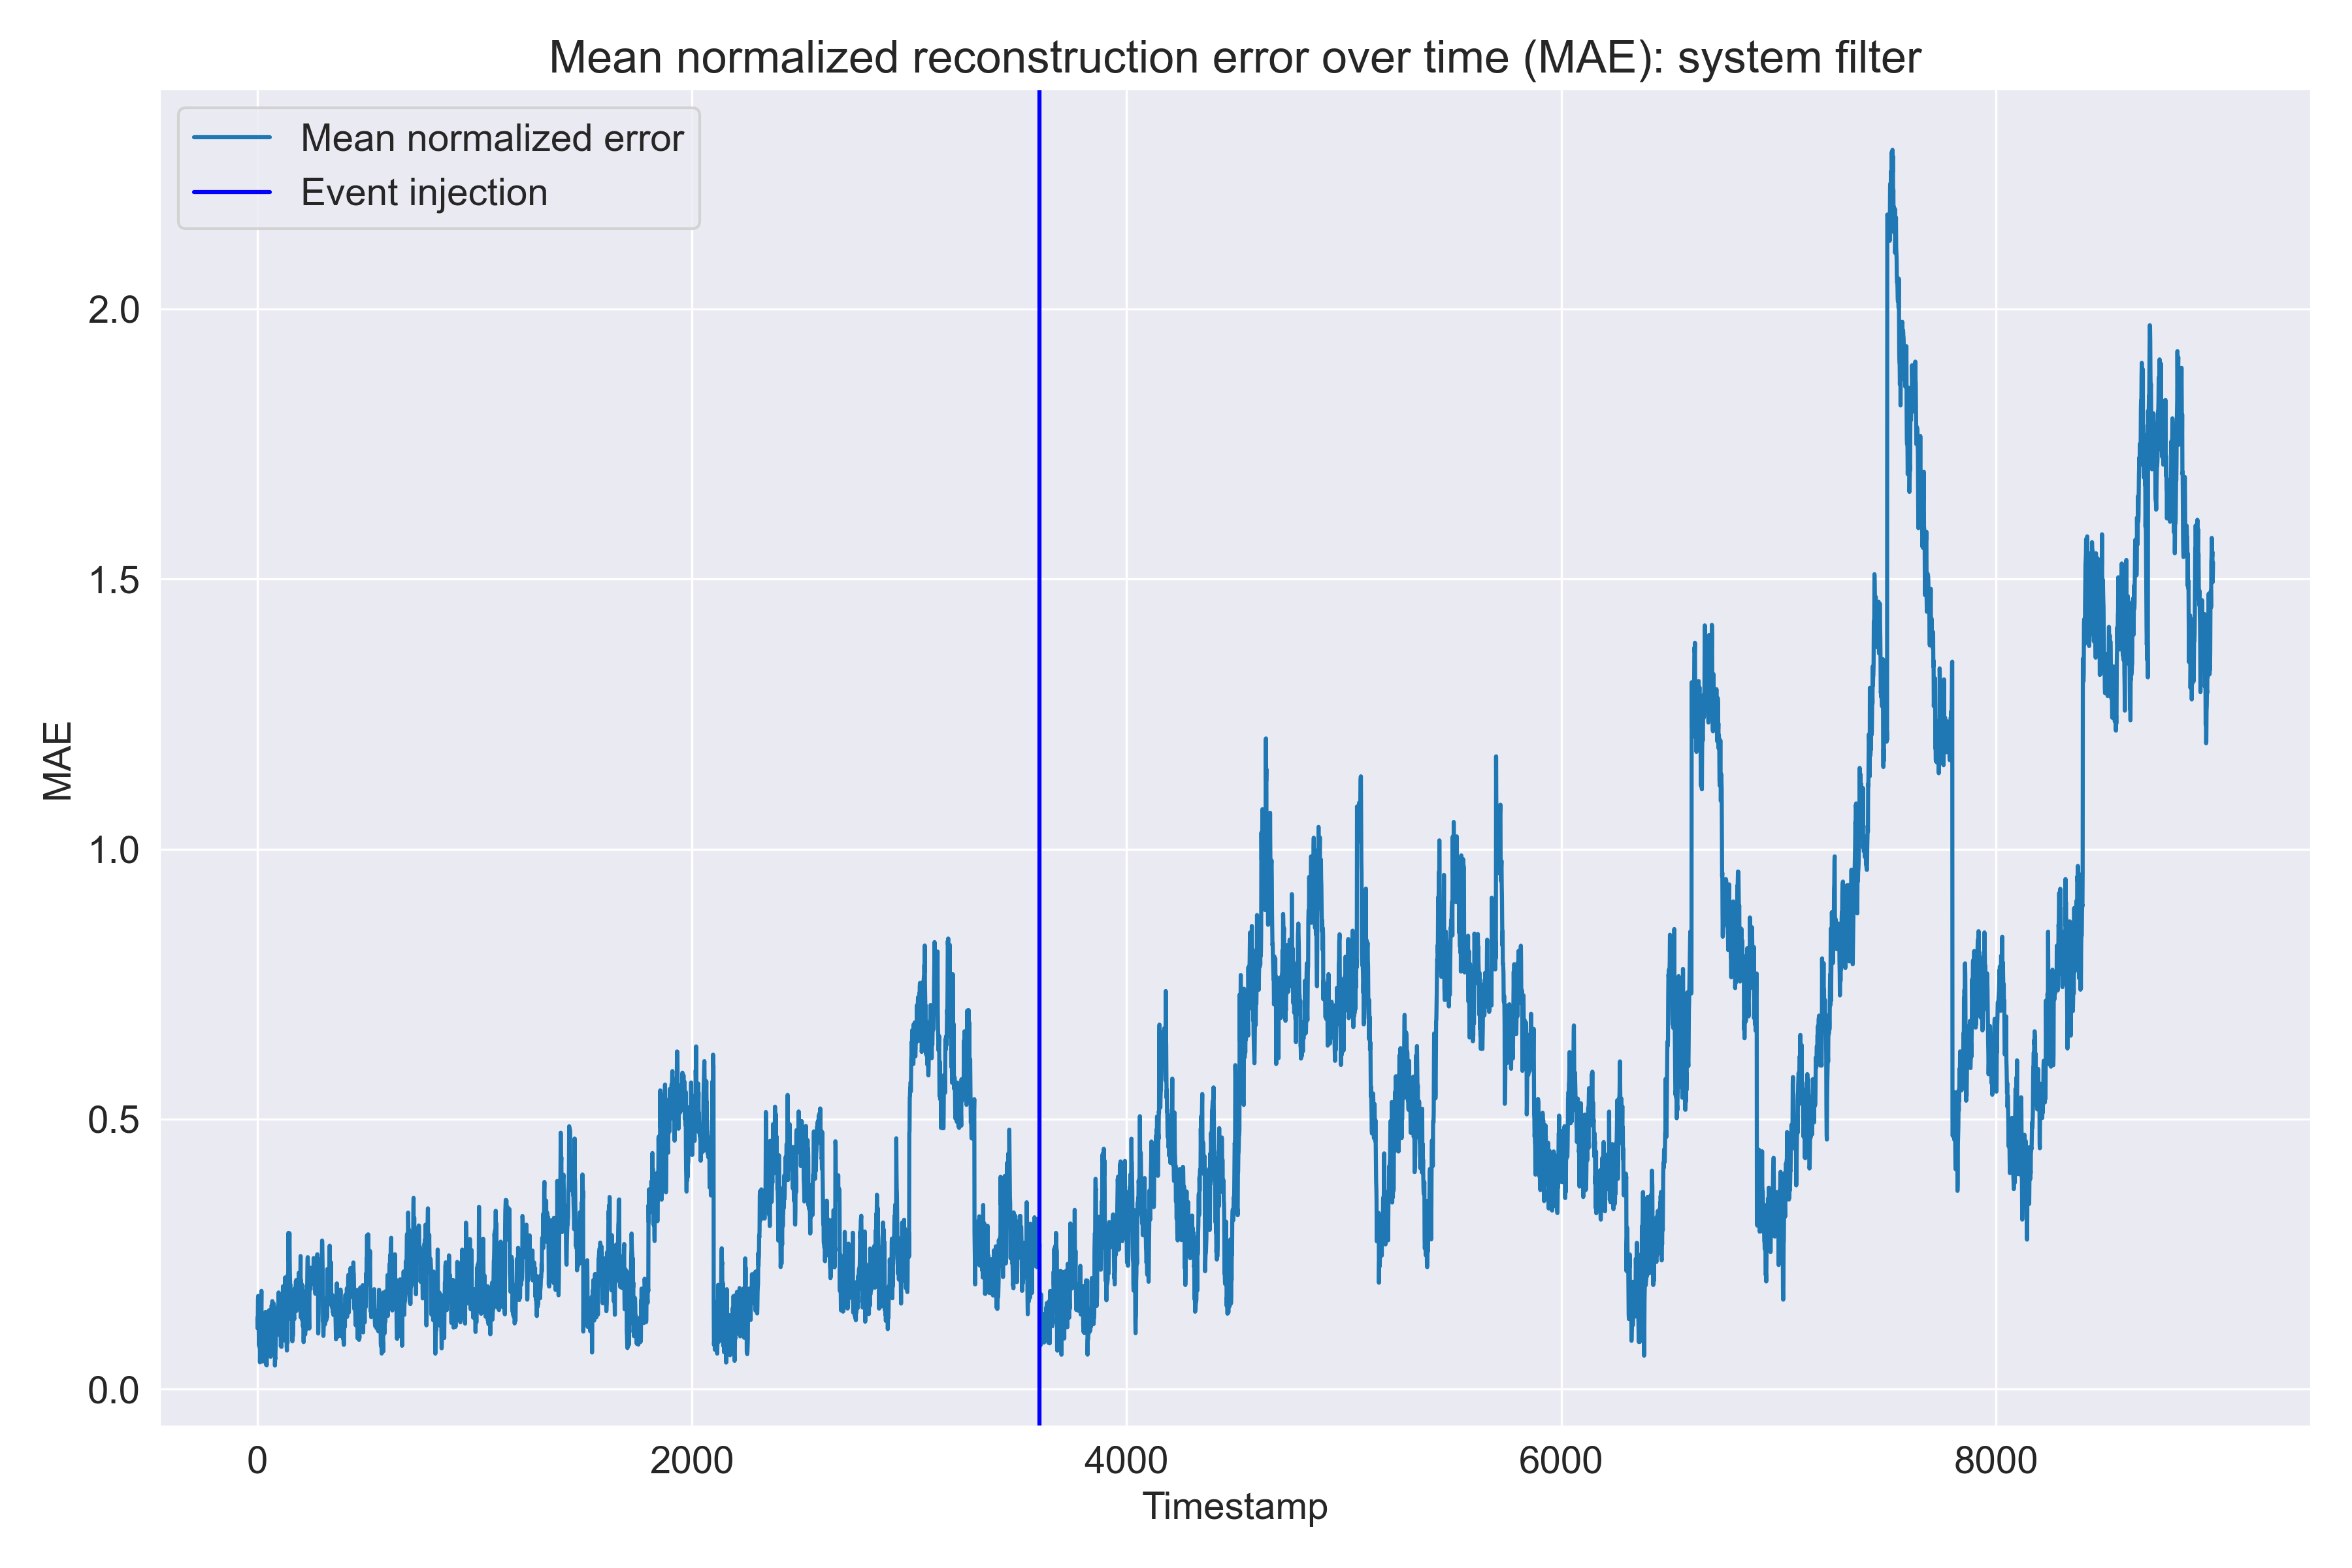 Mean normalized reconstruction error over time (MAE): system filter
Mean normalized error
Event injection
2.0
1.5
1.0
0.5
0.0
MAE
0 2000 4000 6000 8000
Timestamp